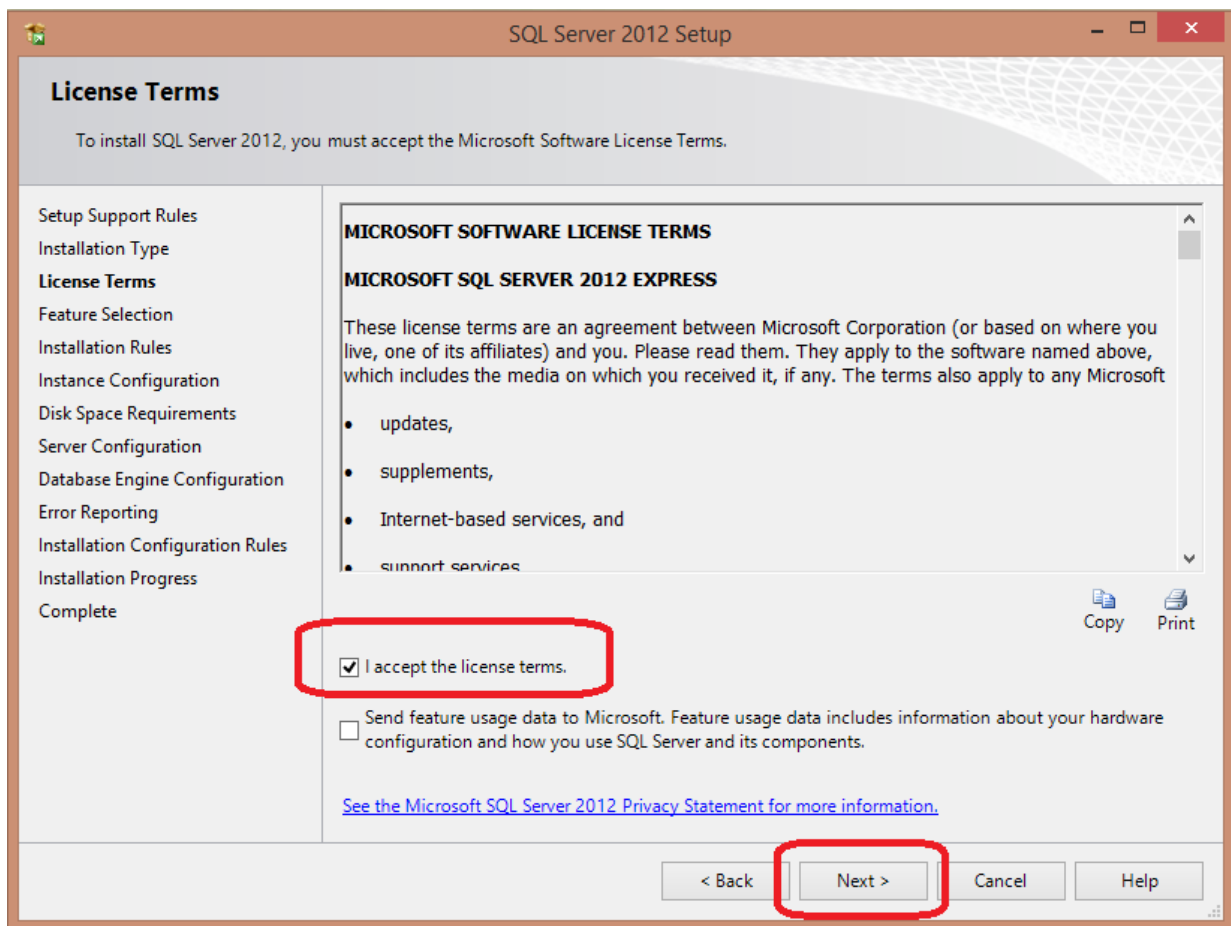 SQL Server 2012 Setup
License Terms
To install SQL Server 2012, you must accept the Microsoft Software License Terms.
Setup Support Rules
Installation Type
License Terms
Feature Selection
Installation Rules
Instance Configuration
Disk Space Requirements
Server Configuration
Database Engine Configuration
Error Reporting
Installation Configuration Rules
Installation Progress
Complete
MICROSOFT SOFTWARE LICENSE TERMS
MICROSOFT SQL SERVER 2012 EXPRESS
These license terms are an agreement between Microsoft Corporation (or based on where you
live, one of its affiliates) and you. Please read them. They apply to the software named above,
which includes the media on which you received it, if any. The terms also apply to any Microsoft
• updates,
• supplements,
• Internet-based services, and
• support services
Copy Print
I accept the license terms.
Send feature usage data to Microsoft. Feature usage data includes information about your hardware
configuration and how you use SQL Server and its components.
See the Microsoft SQL Server 2012 Privacy Statement for more information.
< Back Next > Cancel Help